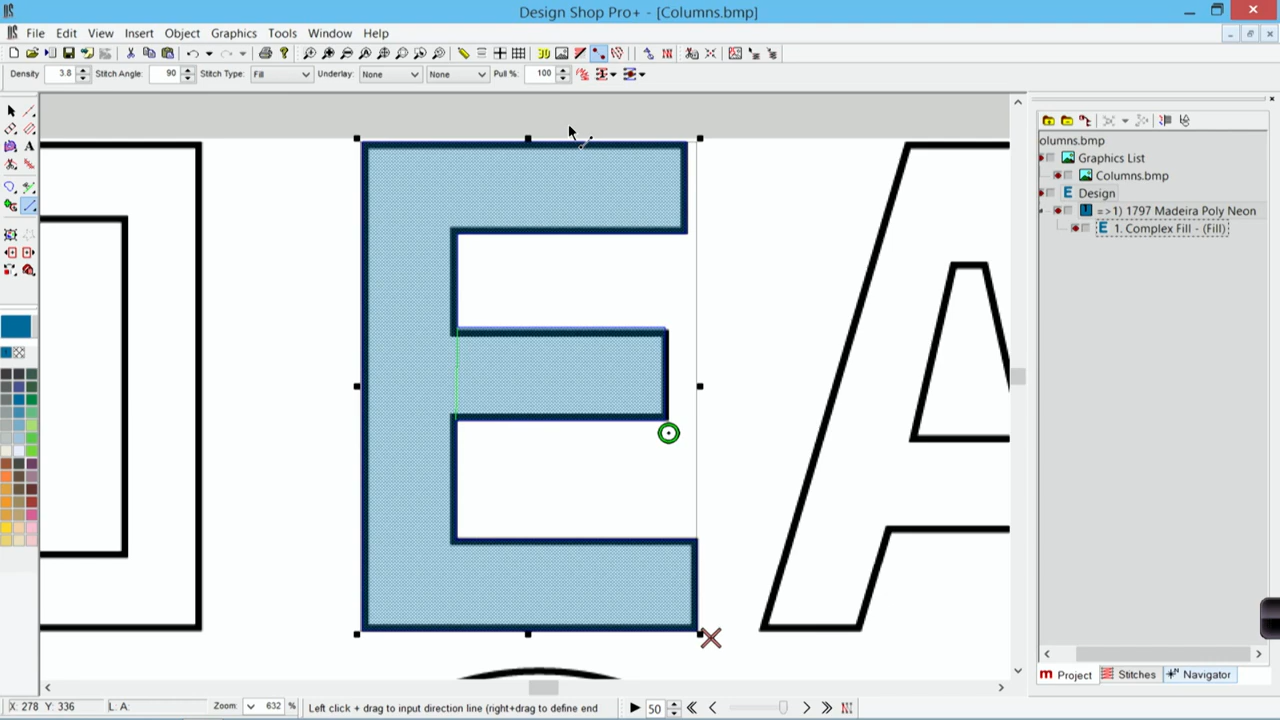 Design Shop Pro+ - [Columns.bmp]
File Edit View Insert Object Graphics Tools Window Help
Density 3.8 Stitch Angle: 90 Stitch Type: Fill Underlay: None None Pull %: 100
olumns.bmp
Graphics List
Columns.bmp
E Design
=>1) 1797 Madeira Poly Neon
E 1. Complex Fill - (Fill)
E A
Project Stitches Navigator
X: 278 Y: 336 L: A: Zoom: 632 % Left click + drag to input direction line (right+drag to define end 50